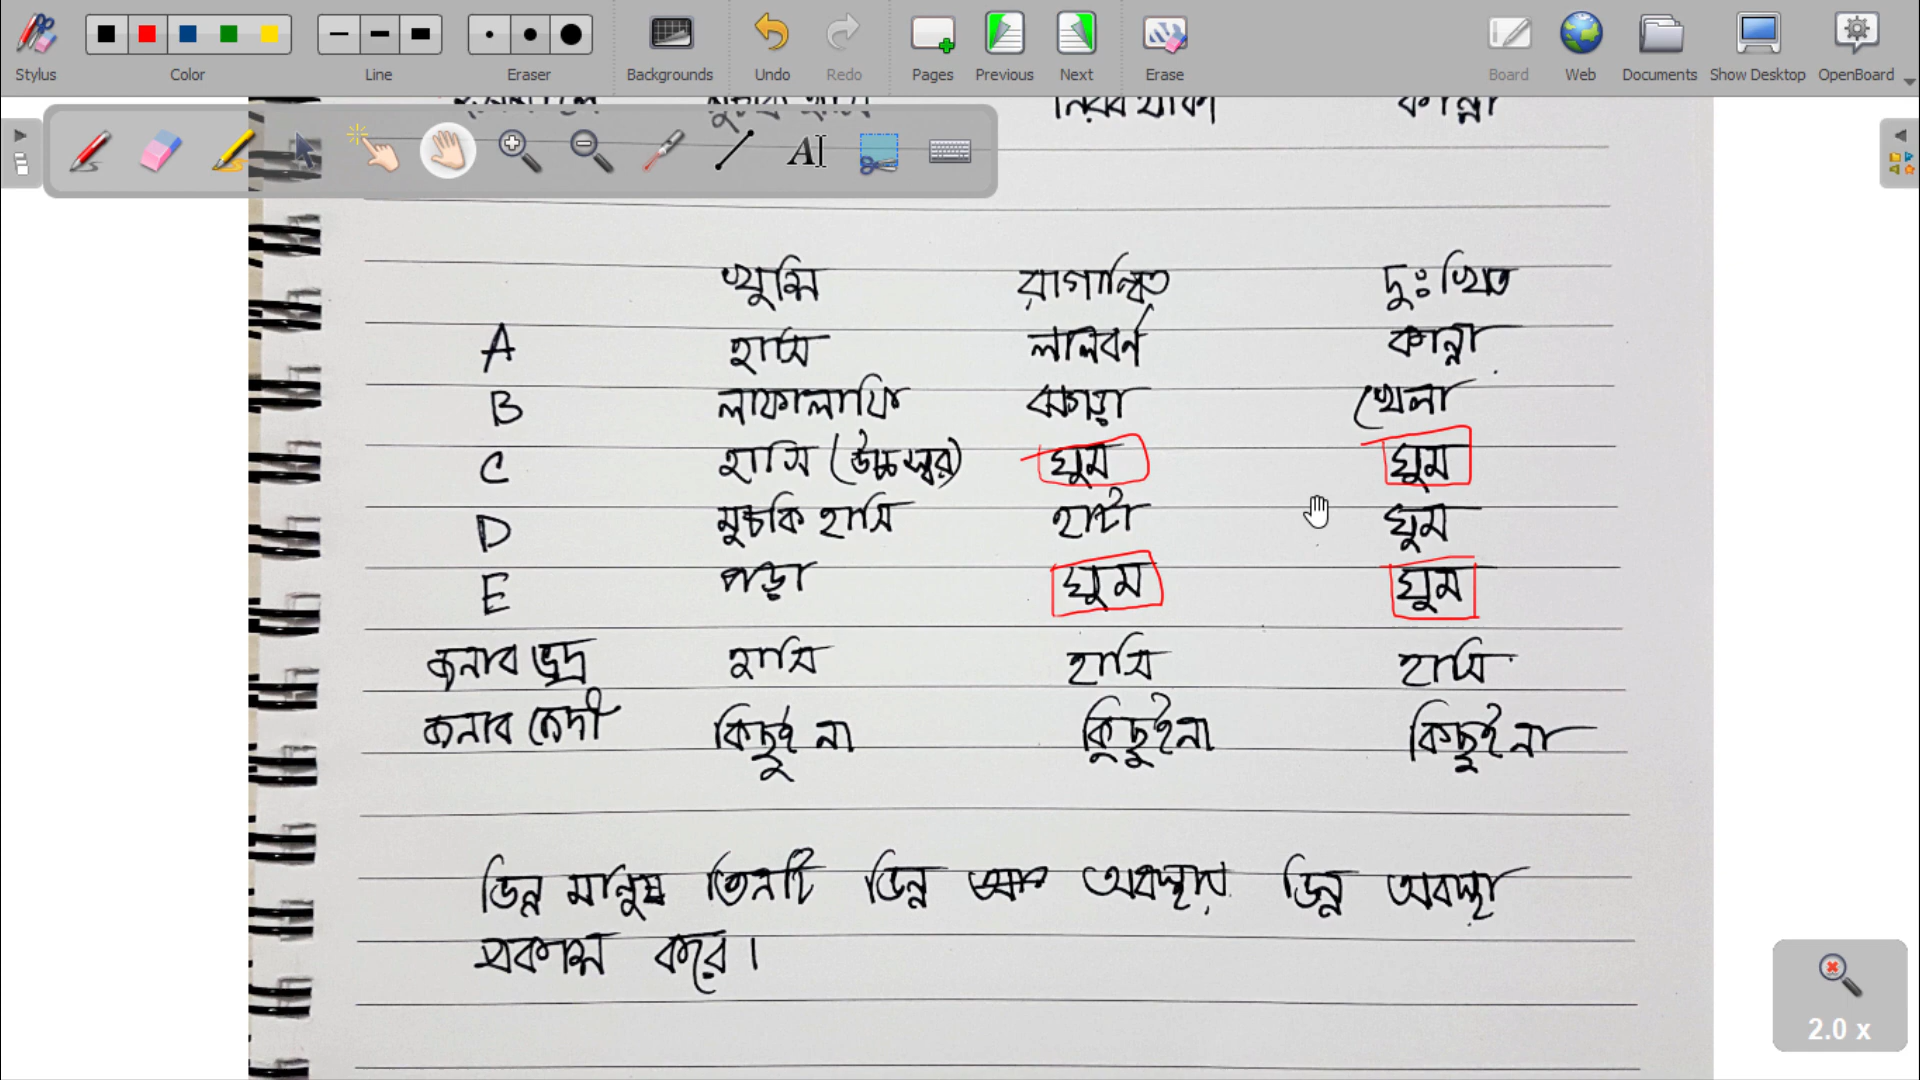 Stylus Color Line Eraser Backgrounds Undo Redo Pages Previous Next Erase Board Web Documents Show Desktop OpenBoard
নিরব থাকা কান্না
খুশি রাগান্বিত দুঃখিত
A হাসি লালবর্ন কান্না
B লাফালাফি ঝগড়া খেলা
C হাসি (উচ্চস্বর) ঘুম ঘুম
D মুচকি হাসি হাটা ঘুম
E পড়া ঘুম ঘুম
জনাব ভদ্র হাসি হাসি হাসি
জনাব জেদী কিছুই না কিছুই না কিছুই না
ভিন্ন মানুষ তিনটি ভিন্ন অবস্থায় ভিন্ন অবস্থা
প্রকাশ করে।
2.0 x